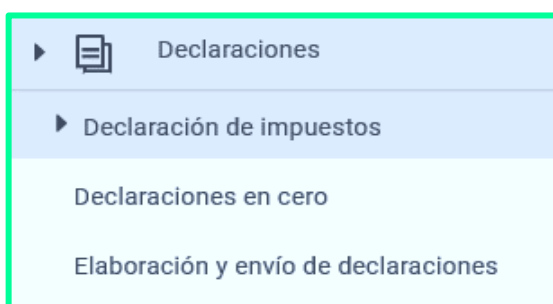 Declaraciones
Declaración de impuestos
Declaraciones en cero
Elaboración y envío de declaraciones